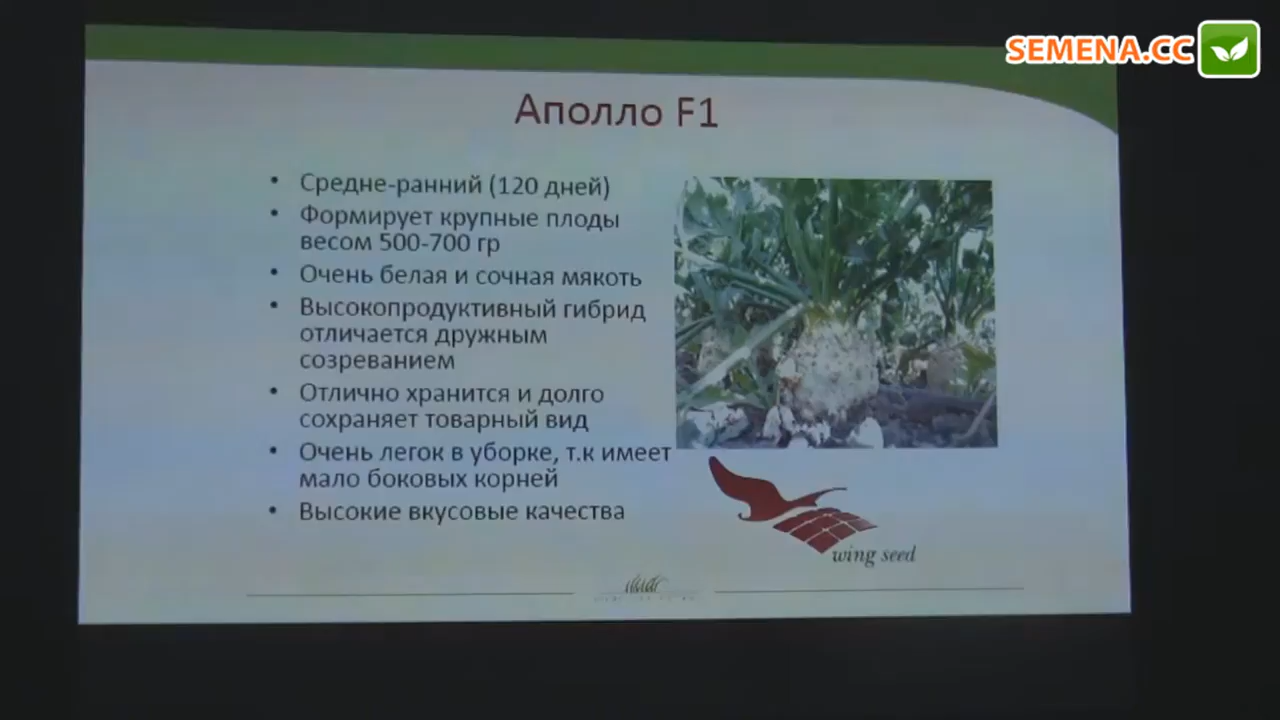 SEMENA.CC
Аполло F1
• Средне-ранний (120 дней)
• Формирует крупные плоды
весом 500-700 гр
• Очень белая и сочная мякоть
• Высокопродуктивный гибрид
отличается дружным
созреванием
• Отлично хранится и долго
сохраняет товарный вид
• Очень легок в уборке, т.к имеет
мало боковых корней
• Высокие вкусовые качества
wing seed